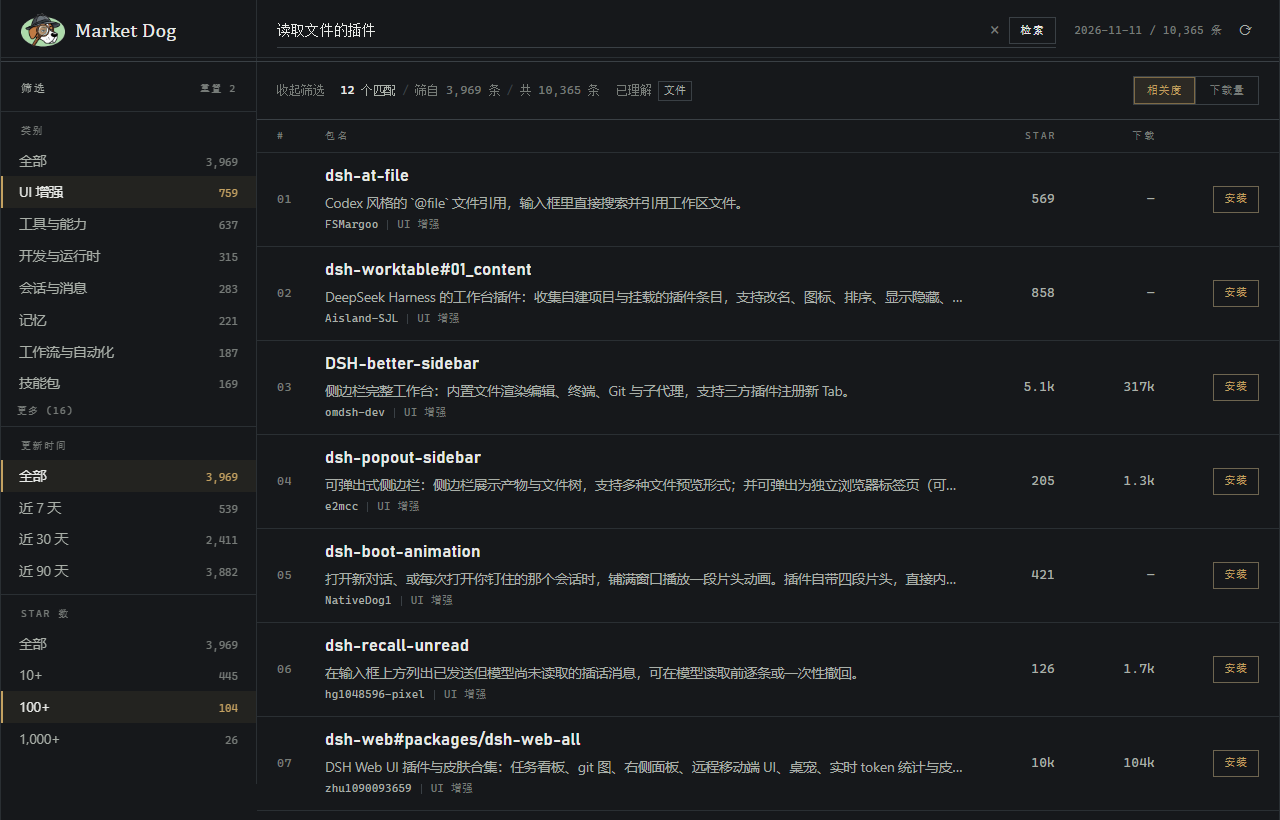 Market Dog
读取文件的插件
× 检索 2026-11-11 / 10,365 条
筛选 重置 2
收起筛选 12 个匹配 / 筛自 3,969 条 / 共 10,365 条 已理解 文件
相关度 下载量
类别
全部 3,969
UI 增强 759
工具与能力 637
开发与运行时 315
会话与消息 283
记忆 221
工作流与自动化 187
技能包 169
更多 (16)
更新时间
全部 3,969
近 7 天 539
近 30 天 2,411
近 90 天 3,882
STAR 数
全部 3,969
10+ 445
100+ 104
1,000+ 26
# 包名 STAR 下载
dsh-at-file
01 Codex 风格的 `@file` 文件引用，输入框里直接搜索并引用工作区文件。 569 — 安装
FSMargoo | UI 增强
dsh-worktable#01_content
02 DeepSeek Harness 的工作台插件：收集自建项目与挂载的插件条目，支持改名、图标、排序、显示隐藏、… 858 — 安装
Aisland-SJL | UI 增强
DSH-better-sidebar
03 侧边栏完整工作台：内置文件渲染编辑、终端、Git 与子代理，支持三方插件注册新 Tab。 5.1k 317k 安装
omdsh-dev | UI 增强
dsh-popout-sidebar
04 可弹出式侧边栏：侧边栏展示产物与文件树，支持多种文件预览形式；并可弹出为独立浏览器标签页（可… 205 1.3k 安装
e2mcc | UI 增强
dsh-boot-animation
05 打开新对话、或每次打开你钉住的那个会话时，铺满窗口播放一段片头动画。插件自带四段片头，直接内… 421 — 安装
NativeDog1 | UI 增强
dsh-recall-unread
06 在输入框上方列出已发送但模型尚未读取的插话消息，可在模型读取前逐条或一次性撤回。 126 1.7k 安装
hg1048596-pixel | UI 增强
dsh-web#packages/dsh-web-all
07 DSH Web UI 插件与皮肤合集：任务看板、git 图、右侧面板、远程移动端 UI、桌宠、实时 token 统计与皮… 10k 104k 安装
zhu1090093659 | UI 增强